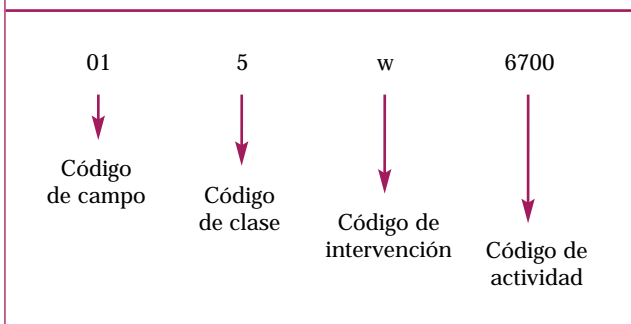 01 5 w 6700
Código
de campo
Código
de clase
Código de
intervención
Código de
actividad